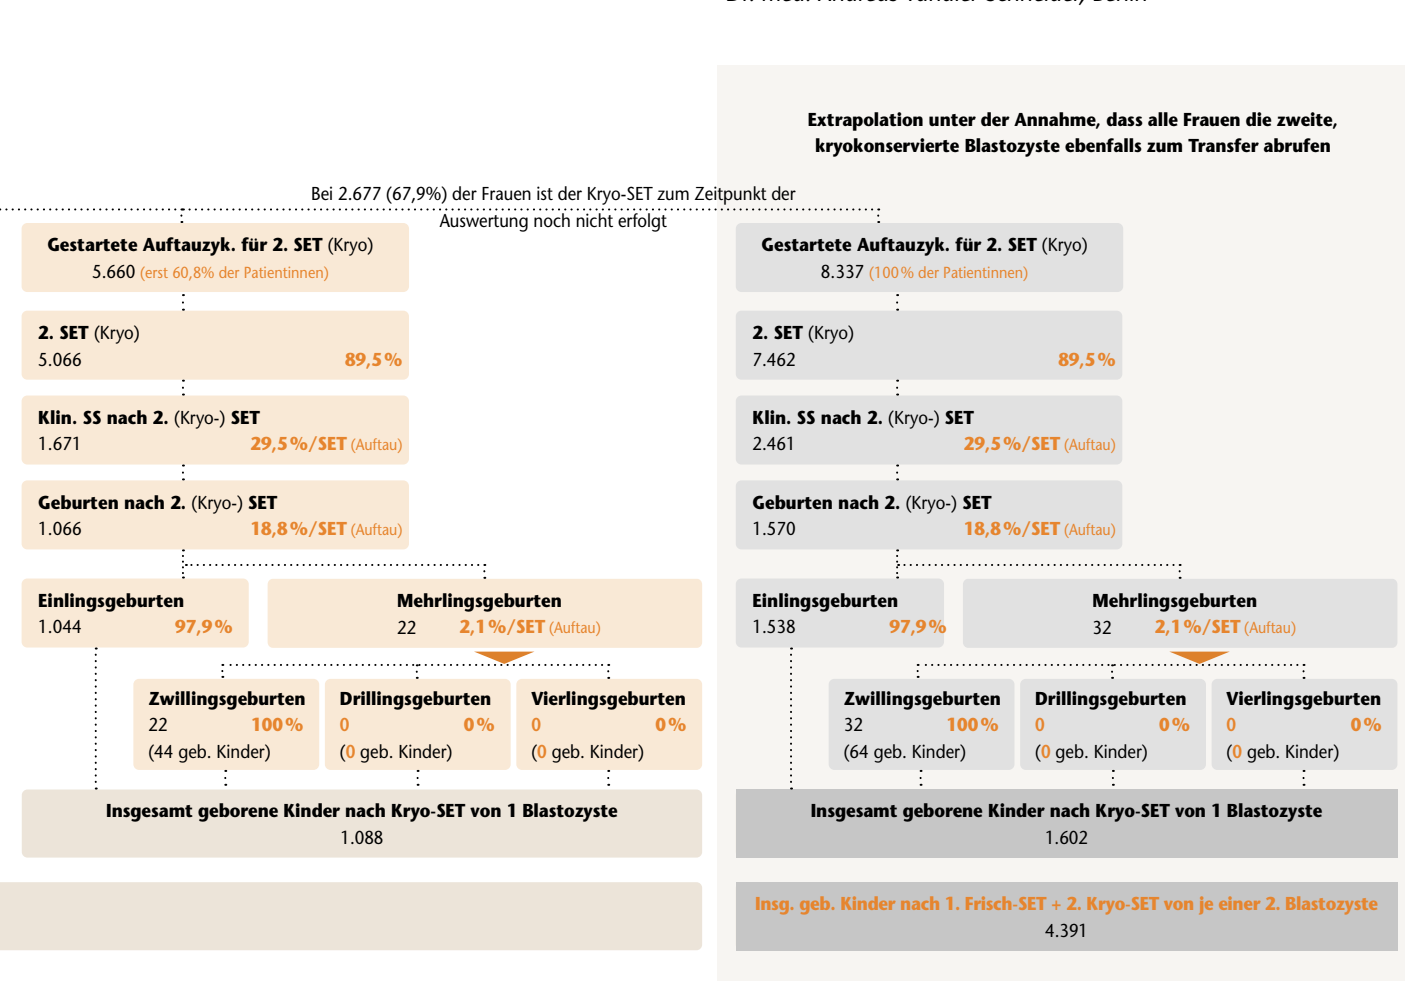 Extrapolation unter der Annahme, dass alle Frauen die zweite,
kryokonservierte Blastozyste ebenfalls zum Transfer abrufen
Bei 2.677 (67,9%) der Frauen ist der Kryo-SET zum Zeitpunkt der
Auswertung noch nicht erfolgt
Gestartete Auftauzyk. für 2. SET (Kryo)
5.660 (erst 60,8% der Patientinnen)
2. SET (Kryo)
5.066 89,5%
Klin. SS nach 2. (Kryo-) SET
1.671 29,5%/SET (Auftau)
Geburten nach 2. (Kryo-) SET
1.066 18,8%/SET (Auftau)
Einlingsgeburten
1.044 97,9%
Mehrlingsgeburten
22 2,1%/SET (Auftau)
Zwillingsgeburten
22 100%
(44 geb. Kinder)
Drillingsgeburten
0 0%
(0 geb. Kinder)
Vierlingsgeburten
0 0%
(0 geb. Kinder)
Insgesamt geborene Kinder nach Kryo-SET von 1 Blastozyste
1.088
Gestartete Auftauzyk. für 2. SET (Kryo)
8.337 (100% der Patientinnen)
2. SET (Kryo)
7.462 89,5%
Klin. SS nach 2. (Kryo-) SET
2.461 29,5%/SET (Auftau)
Geburten nach 2. (Kryo-) SET
1.570 18,8%/SET (Auftau)
Einlingsgeburten
1.538 97,9%
Mehrlingsgeburten
32 2,1%/SET (Auftau)
Zwillingsgeburten
32 100%
(64 geb. Kinder)
Drillingsgeburten
0 0%
(0 geb. Kinder)
Vierlingsgeburten
0 0%
(0 geb. Kinder)
Insgesamt geborene Kinder nach Kryo-SET von 1 Blastozyste
1.602
Insg. geb. Kinder nach 1. Frisch-SET + 2. Kryo-SET von je einer 2. Blastozyste
4.391